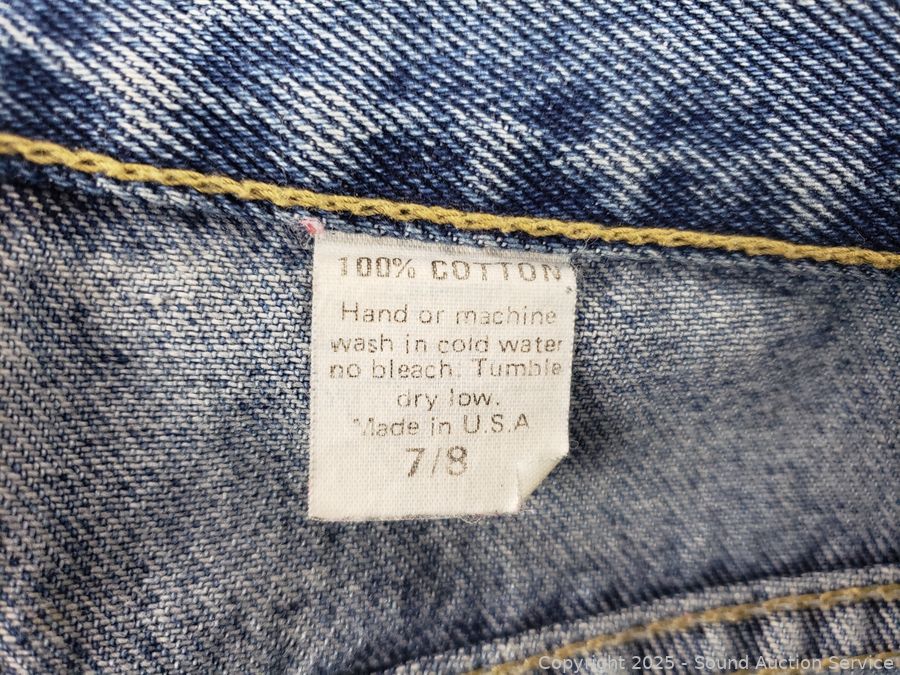 100% COTTON
Hand or machine
wash in cold water
no bleach. Tumble
dry low.
Made in U.S.A
7/8
Copyright 2025 - Sound Auction Service